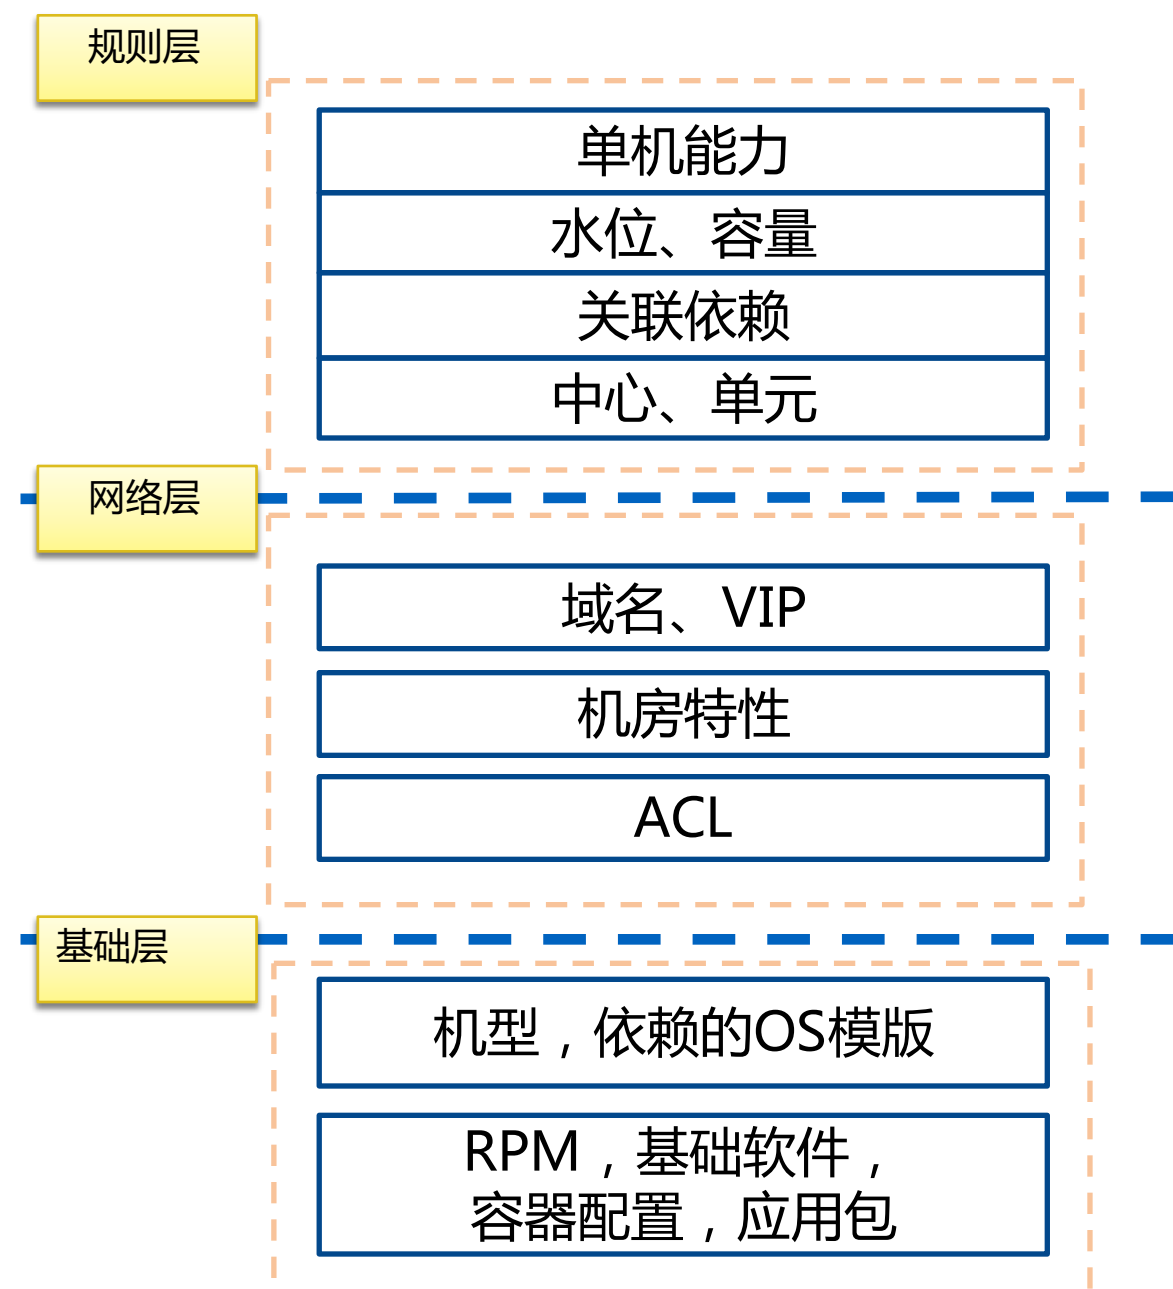 规则层
单机能力
水位、容量
关联依赖
中心、单元
网络层
域名、VIP
机房特性
ACL
基础层
机型，依赖的OS模版
RPM，基础软件，
容器配置，应用包